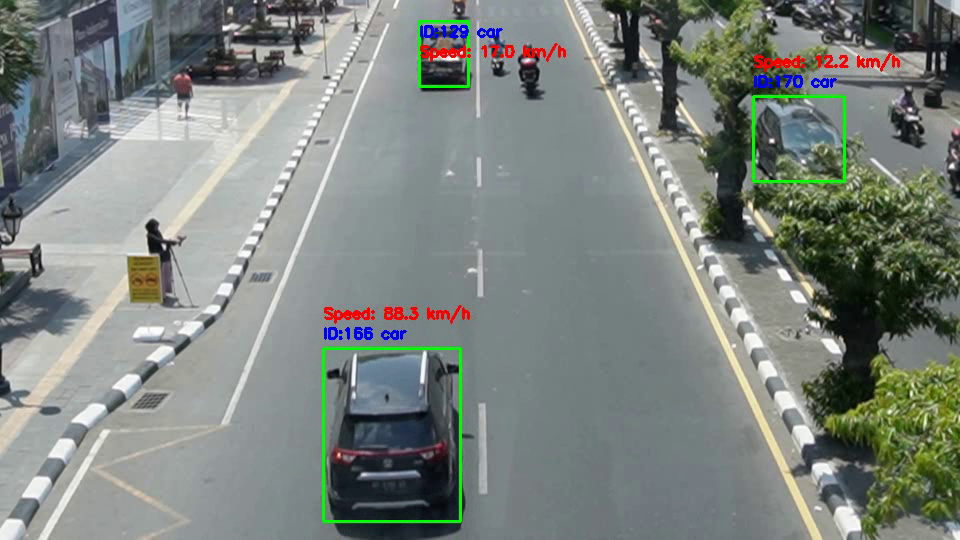 ID:129 car
Speed: 17.0 km/h
Speed: 12.2 km/h
ID:170 car
Speed: 88.3 km/h
ID:166 car